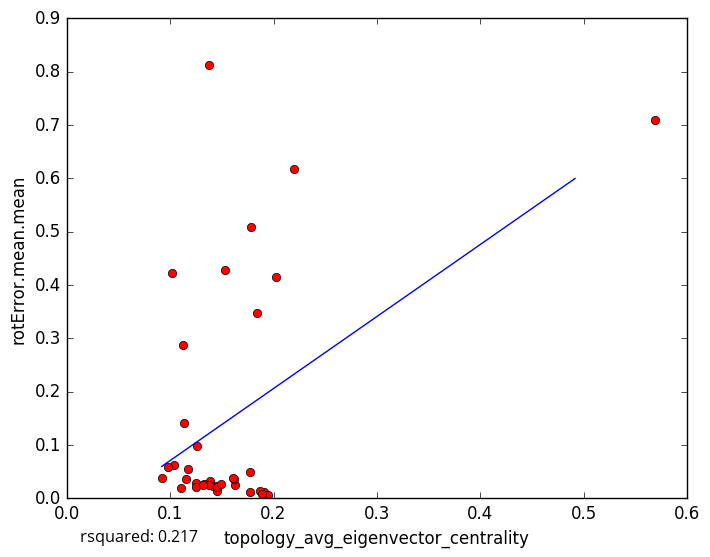 0.9
0.8
0.7
0.6
0.5
0.4
0.3
0.2
0.1
0.0
rotError.mean.mean
0.0 0.1 0.2 0.3 0.4 0.5 0.6
rsquared: 0.217
topology_avg_eigenvector_centrality